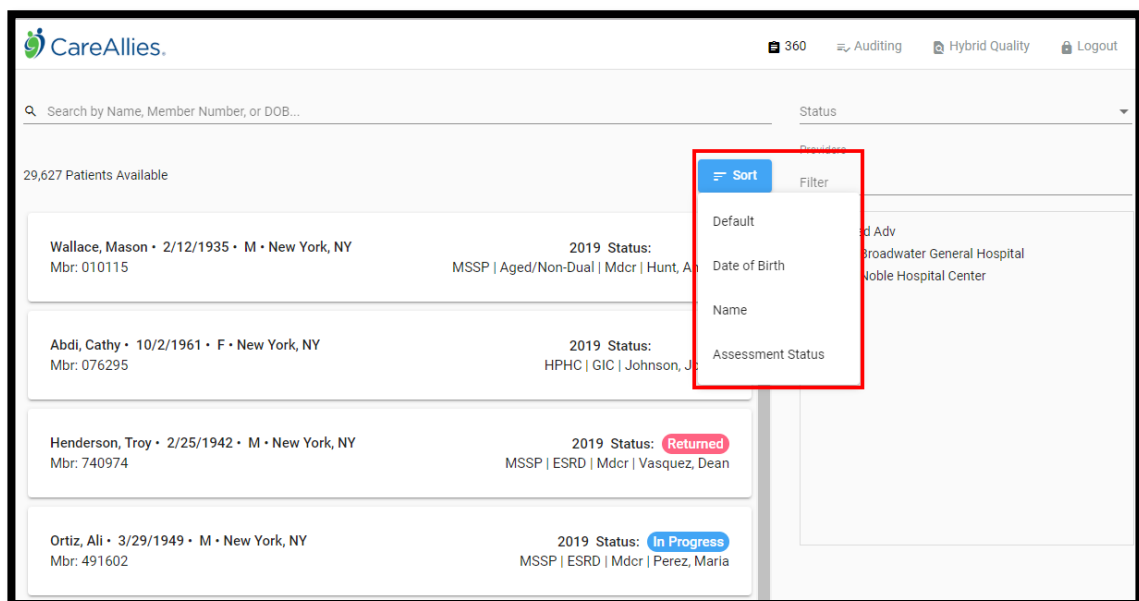 CareAllies.
360
Auditing
Hybrid Quality
Logout
Search by Name, Member Number, or DOB...
Status
29,627 Patients Available
Sort
Providers
Filter
Default
Date of Birth
Name
Assessment Status
Adv
Broadwater General Hospital
Noble Hospital Center
Wallace, Mason • 2/12/1935 • M • New York, NY
2019 Status:
Mbr: 010115
MSSP | Aged/Non-Dual | Mdcr | Hunt,
Abdi, Cathy • 10/2/1961 • F • New York, NY
2019 Status:
Mbr: 076295
HPHC | GIC | Johnson,
Henderson, Troy • 2/25/1942 • M • New York, NY
2019 Status: Returned
Mbr: 740974
MSSP | ESRD | Mdcr | Vasquez, Dean
Ortiz, Ali • 3/29/1949 • M • New York, NY
2019 Status: In Progress
Mbr: 491602
MSSP | ESRD | Mdcr | Perez, Maria